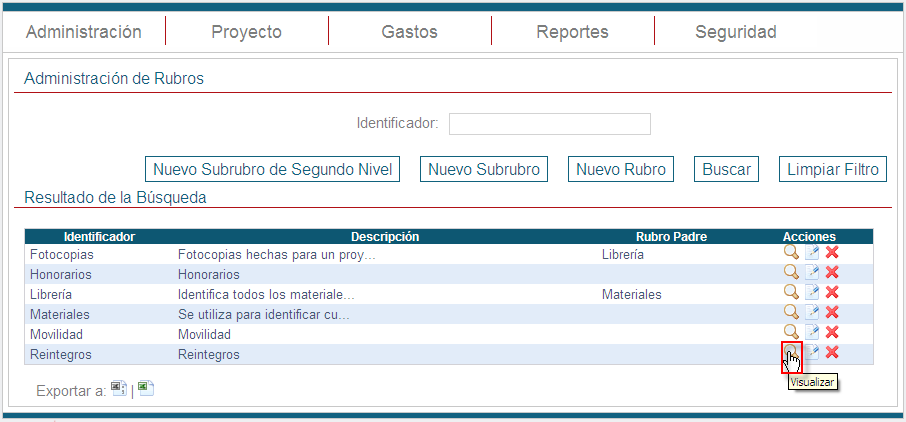 Administración Proyecto Gastos Reportes Seguridad
Administración de Rubros
Identificador:
Nuevo Subrubro de Segundo Nivel Nuevo Subrubro Nuevo Rubro Buscar Limpiar Filtro
Resultado de la Búsqueda
Identificador Descripción Rubro Padre Acciones
Fotocopias Fotocopias hechas para un proy... Librería
Honorarios Honorarios
Librería Identifica todos los materiale... Materiales
Materiales Se utiliza para identificar cu...
Movilidad Movilidad
Reintegros Reintegros
Visualizar
Exportar a: |